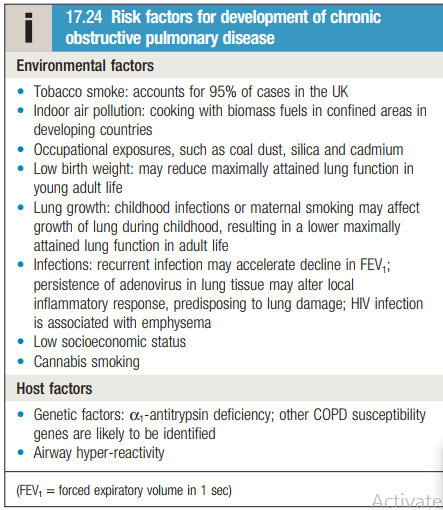 i
17.24 Risk factors for development of chronic
obstructive pulmonary disease
Environmental factors
• Tobacco smoke: accounts for 95% of cases in the UK
• Indoor air pollution: cooking with biomass fuels in confined areas in
developing countries
• Occupational exposures, such as coal dust, silica and cadmium
• Low birth weight: may reduce maximally attained lung function in
young adult life
• Lung growth: childhood infections or maternal smoking may affect
growth of lung during childhood, resulting in a lower maximally
attained lung function in adult life
• Infections: recurrent infection may accelerate decline in FEV₁;
persistence of adenovirus in lung tissue may alter local
inflammatory response, predisposing to lung damage; HIV infection
is associated with emphysema
• Low socioeconomic status
• Cannabis smoking
Host factors
• Genetic factors: α₁-antitrypsin deficiency; other COPD susceptibility
genes are likely to be identified
• Airway hyper-reactivity
(FEV₁ = forced expiratory volume in 1 sec)
Activate